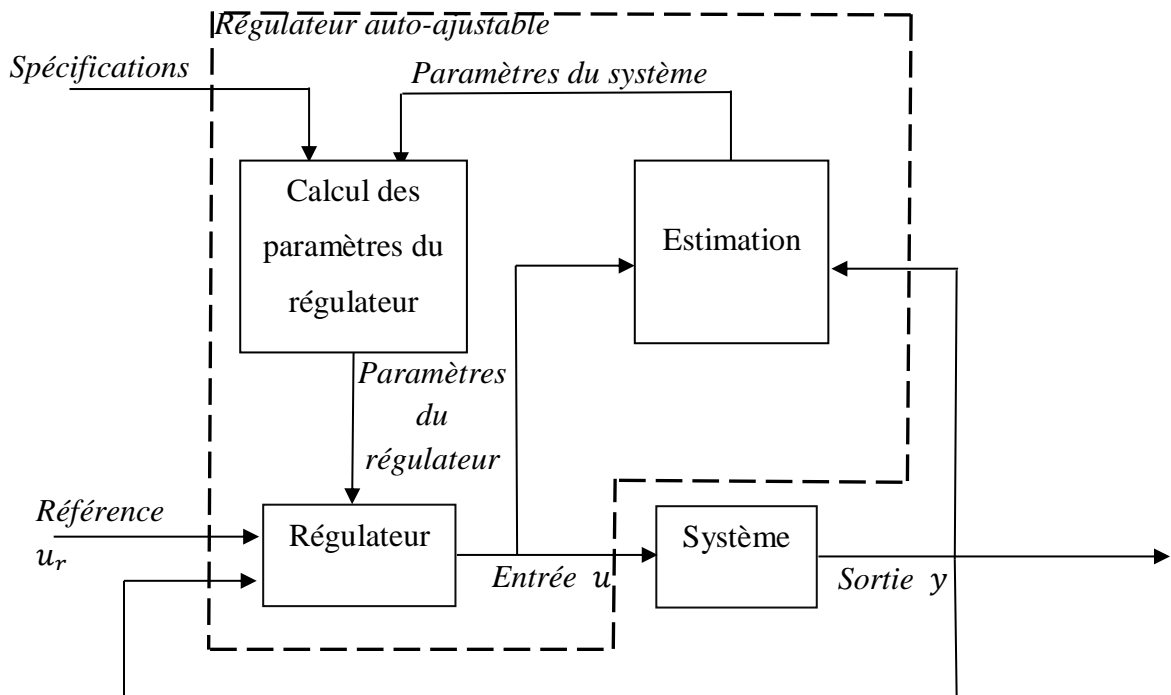 Régulateur auto-ajustable
Spécifications
Paramètres du système
Calcul des
paramètres du
régulateur
Estimation
Paramètres
du
régulateur
Référence
u_r
Régulateur
Entrée u
Système
Sortie y